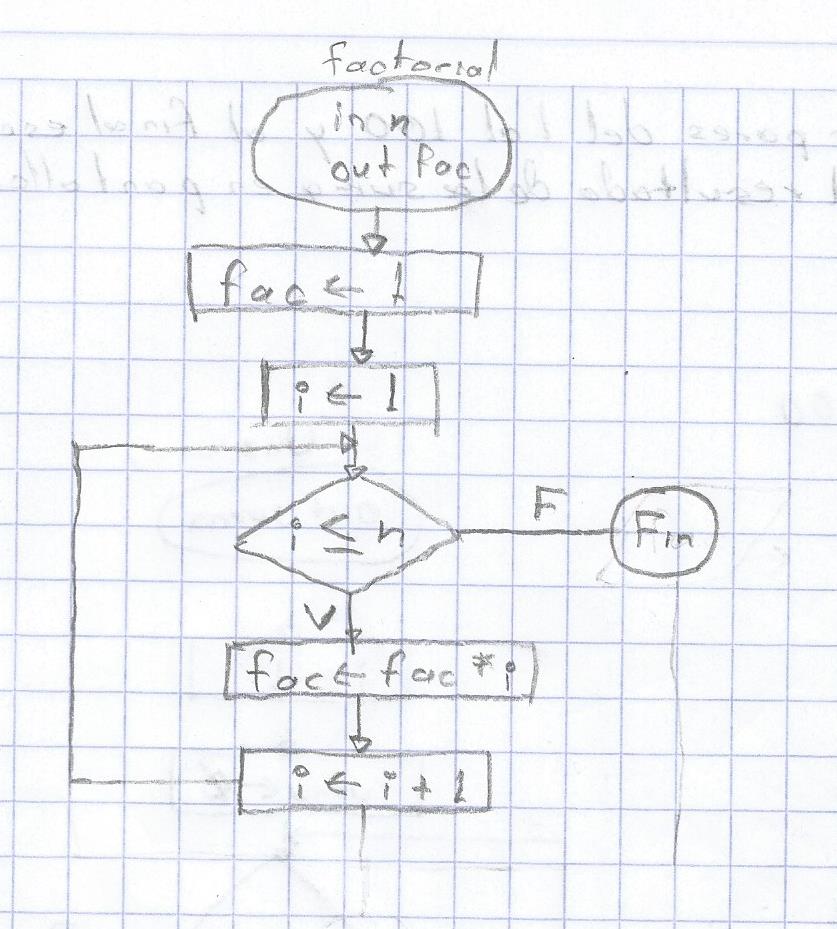 factorial
in n
out fac
fac ← 1
i ← 1
i ≤ n
F
Fin
V
fac ← fac * i
i ← i + 1